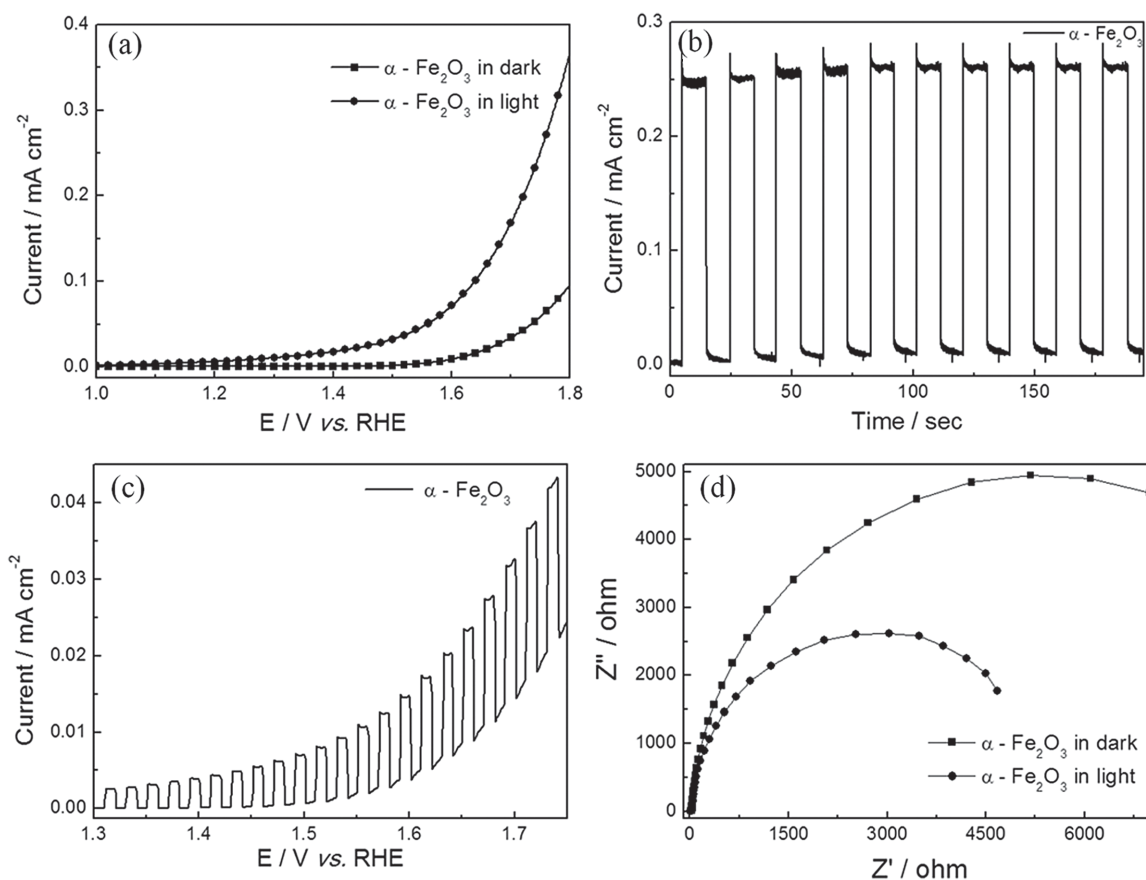 (a)
α - Fe₂O₃ in dark
α - Fe₂O₃ in light
Current / mA cm⁻²
0.4
0.3
0.2
0.1
0.0
1.0 1.2 1.4 1.6 1.8
E / V vs. RHE
(b)
α - Fe₂O₃
Current / mA cm⁻²
0.3
0.2
0.1
0.0
0 50 100 150
Time / sec
(c)
α - Fe₂O₃
Current / mA cm⁻²
0.04
0.03
0.02
0.01
0.00
1.3 1.4 1.5 1.6 1.7
E / V vs. RHE
(d)
Z" / ohm
5000
4000
3000
2000
1000
0
α - Fe₂O₃ in dark
α - Fe₂O₃ in light
0 1500 3000 4500 6000
Z' / ohm